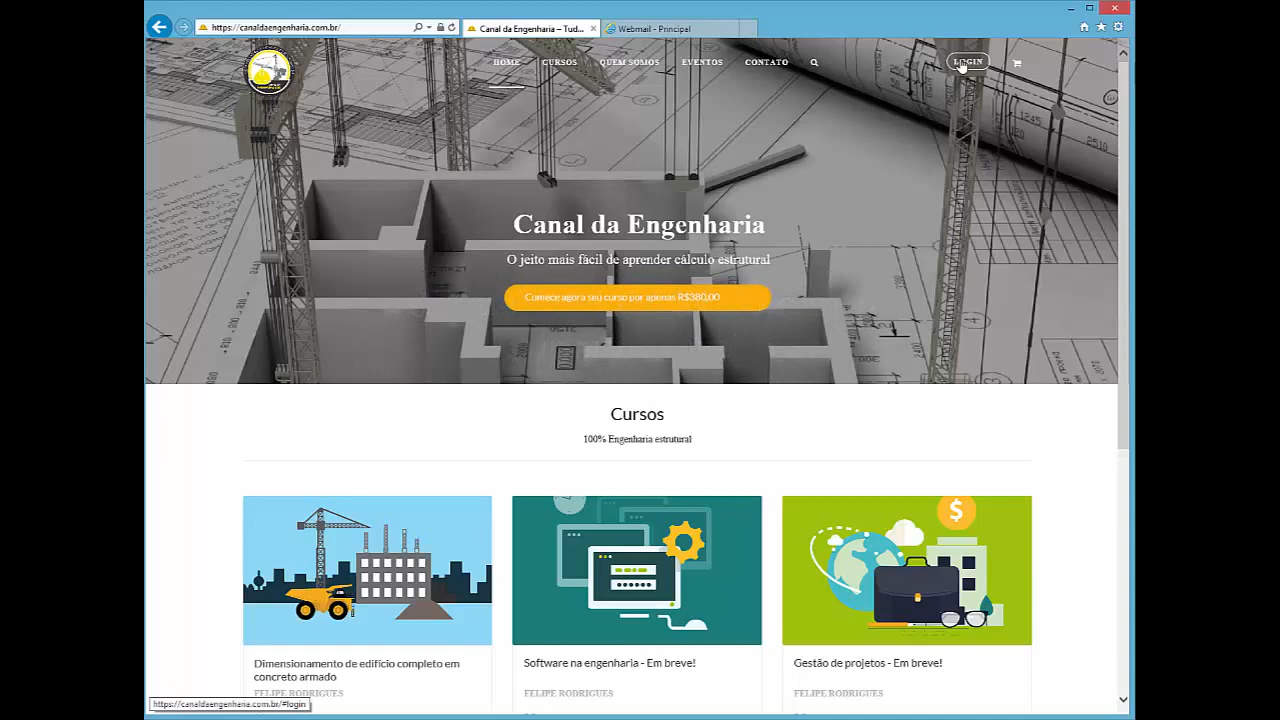 https://canaldaengenharia.com.br/
Canal da Engenharia – Tud...
Webmail - Principal
HOME CURSOS QUEM SOMOS EVENTOS CONTATO
LOGIN
Canal da Engenharia
O jeito mais fácil de aprender cálculo estrutural
Comece agora seu curso por apenas R$380,00
Cursos
100% Engenharia estrutural
Dimensionamento de edifício completo em
concreto armado
FELIPE RODRIGUES
Software na engenharia - Em breve!
FELIPE RODRIGUES
Gestão de projetos - Em breve!
FELIPE RODRIGUES
https://canaldaengenharia.com.br/#login